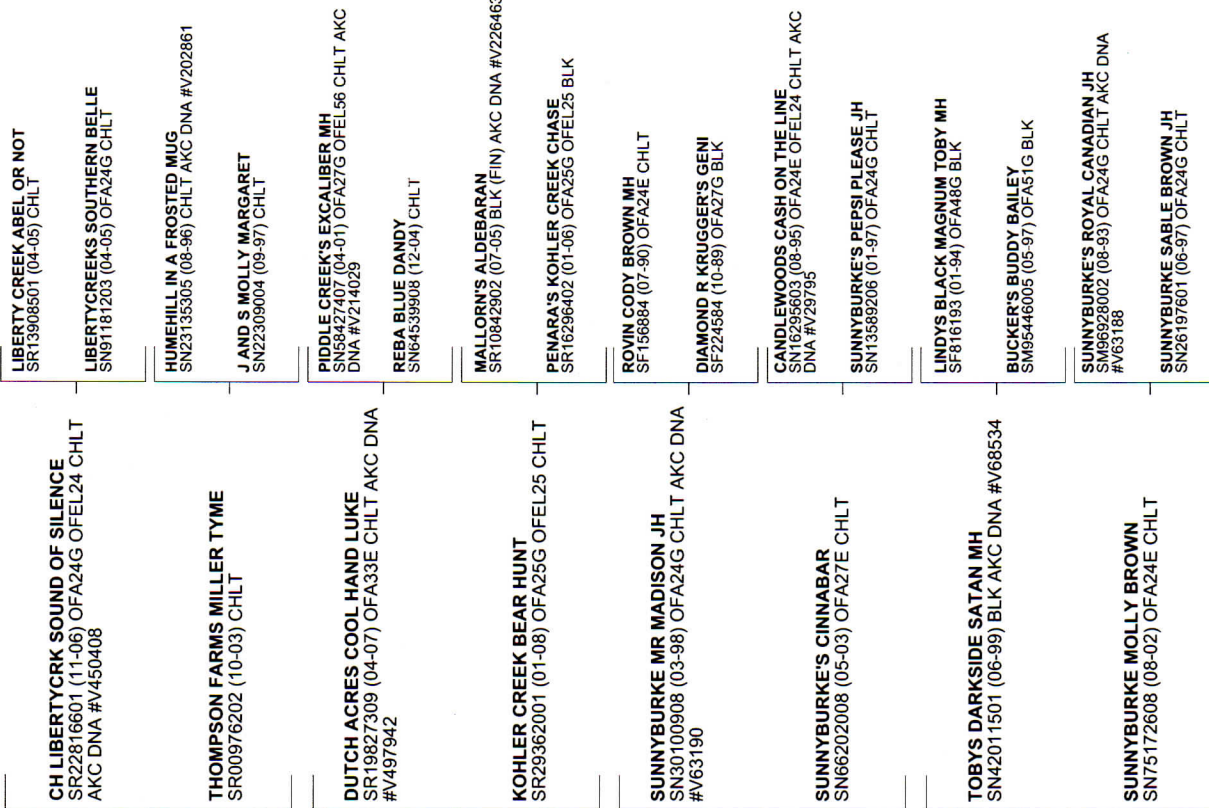 CH LIBERTYCRK SOUND OF SILENCE
SR22816601 (11-06) OFA24G OFEL24 CHLT
AKC DNA #V450408
THOMPSON FARMS MILLER TYME
SR00976202 (10-03) CHLT
DUTCH ACRES COOL HAND LUKE
SR19827309 (04-07) OFA33E CHLT AKC DNA
#V497942
KOHLER CREEK BEAR HUNT
SR29362001 (01-08) OFA25G OFEL25 CHLT
SUNNYBURKE MR MADISON JH
SN30100908 (03-98) OFA24G CHLT AKC DNA
#V63190
SUNNYBURKE'S CINNABAR
SN66202008 (05-03) OFA27E CHLT
TOBYS DARKSIDE SATAN MH
SN42011501 (06-99) BLK AKC DNA #V68534
SUNNYBURKE MOLLY BROWN
SN75172608 (08-02) OFA24E CHLT
LIBERTY CREEK ABEL OR NOT
SR13908501 (04-05) CHLT
LIBERTYCREEKS SOUTHERN BELLE
SN91181203 (04-05) OFA24G CHLT
HUMEHILL IN A FROSTED MUG
SN23135305 (08-96) CHLT AKC DNA #V202861
J AND S MOLLY MARGARET
SN22309004 (09-97) CHLT
PIDDLE CREEK'S EXCALIBER MH
SN58427407 (04-01) OFA27G OFEL56 CHLT AKC
DNA #V214029
REBA BLUE DANDY
SN64539908 (12-04) CHLT
MALLORN'S ALDEBARAN
SR10842902 (07-05) BLK (FIN) AKC DNA #V226463
PENARA'S KOHLER CREEK CHASE
SR16296402 (01-06) OFA25G OFEL25 BLK
ROVIN CODY BROWN MH
SF156884 (07-90) OFA24E CHLT
DIAMOND R KRUGGER'S GENI
SF224584 (10-89) OFA27G BLK
CANDLEWOODS CASH ON THE LINE
SN16295603 (08-95) OFA24E OFEL24 CHLT AKC
DNA #V29795
SUNNYBURKE'S PEPSI PLEASE JH
SN13589206 (01-97) OFA24G CHLT
LINDYS BLACK MAGNUM TOBY MH
SF816193 (01-94) OFA48G BLK
BUCKER'S BUDDY BAILEY
SM95446005 (05-97) OFA51G BLK
SUNNYBURKE'S ROYAL CANADIAN JH
SM96928002 (08-93) OFA24G CHLT AKC DNA
#V63188
SUNNYBURKE SABLE BROWN JH
SN26197601 (06-97) OFA24G CHLT